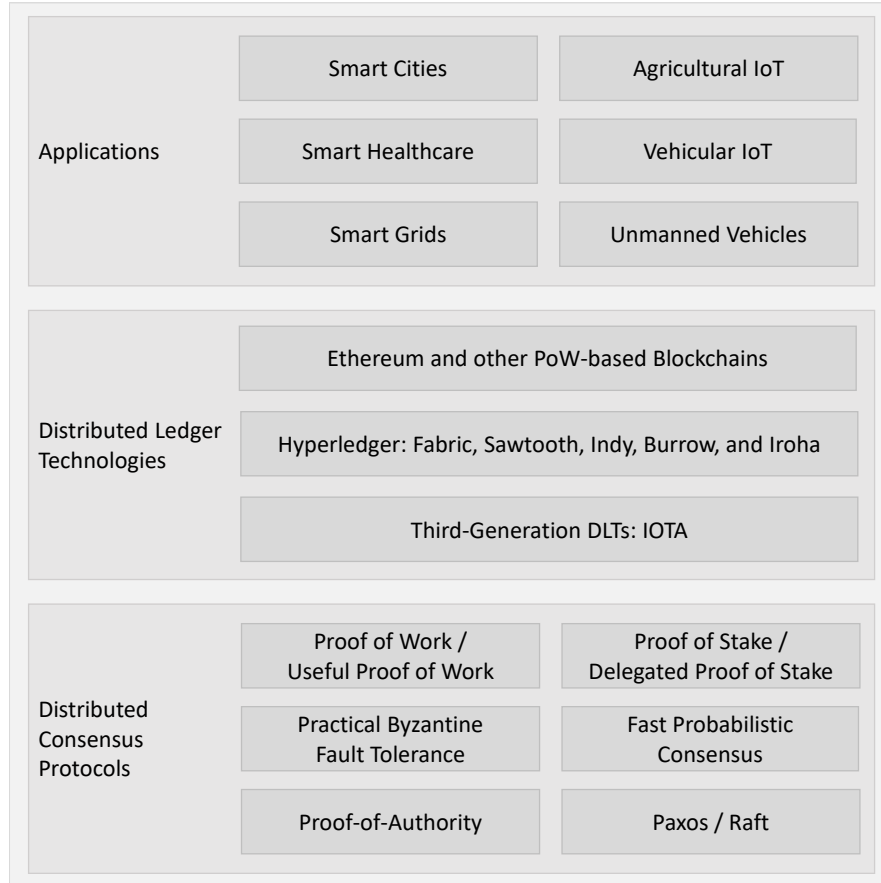 Applications
Smart Cities
Agricultural IoT
Smart Healthcare
Vehicular IoT
Smart Grids
Unmanned Vehicles
Distributed Ledger
Technologies
Ethereum and other PoW-based Blockchains
Hyperledger: Fabric, Sawtooth, Indy, Burrow, and Iroha
Third-Generation DLTs: IOTA
Distributed
Consensus
Protocols
Proof of Work /
Useful Proof of Work
Proof of Stake /
Delegated Proof of Stake
Practical Byzantine
Fault Tolerance
Fast Probabilistic
Consensus
Proof-of-Authority
Paxos / Raft